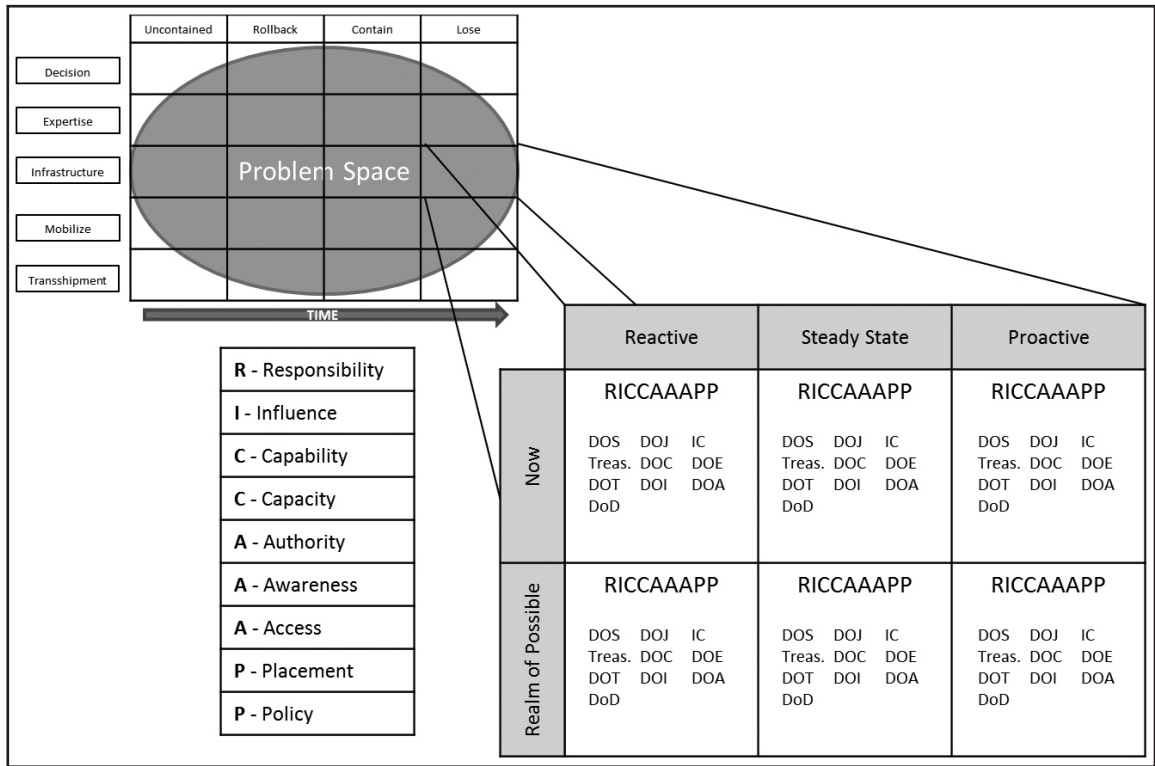 Uncontained Rollback Contain Lose
Decision
Expertise
Infrastructure
Mobilize
Transshipment
Problem Space
TIME
R - Responsibility
I - Influence
C - Capability
C - Capacity
A - Authority
A - Awareness
A - Access
P - Placement
P - Policy
Reactive Steady State Proactive
Now
RICCAAAPP RICCAAAPP RICCAAAPP
DOS DOJ IC DOS DOJ IC DOS DOJ IC
Treas. DOC DOE Treas. DOC DOE Treas. DOC DOE
DOT DOI DOA DOT DOI DOA DOT DOI DOA
DoD DoD DoD
Realm of Possible
RICCAAAPP RICCAAAPP RICCAAAPP
DOS DOJ IC DOS DOJ IC DOS DOJ IC
Treas. DOC DOE Treas. DOC DOE Treas. DOC DOE
DOT DOI DOA DOT DOI DOA DOT DOI DOA
DoD DoD DoD